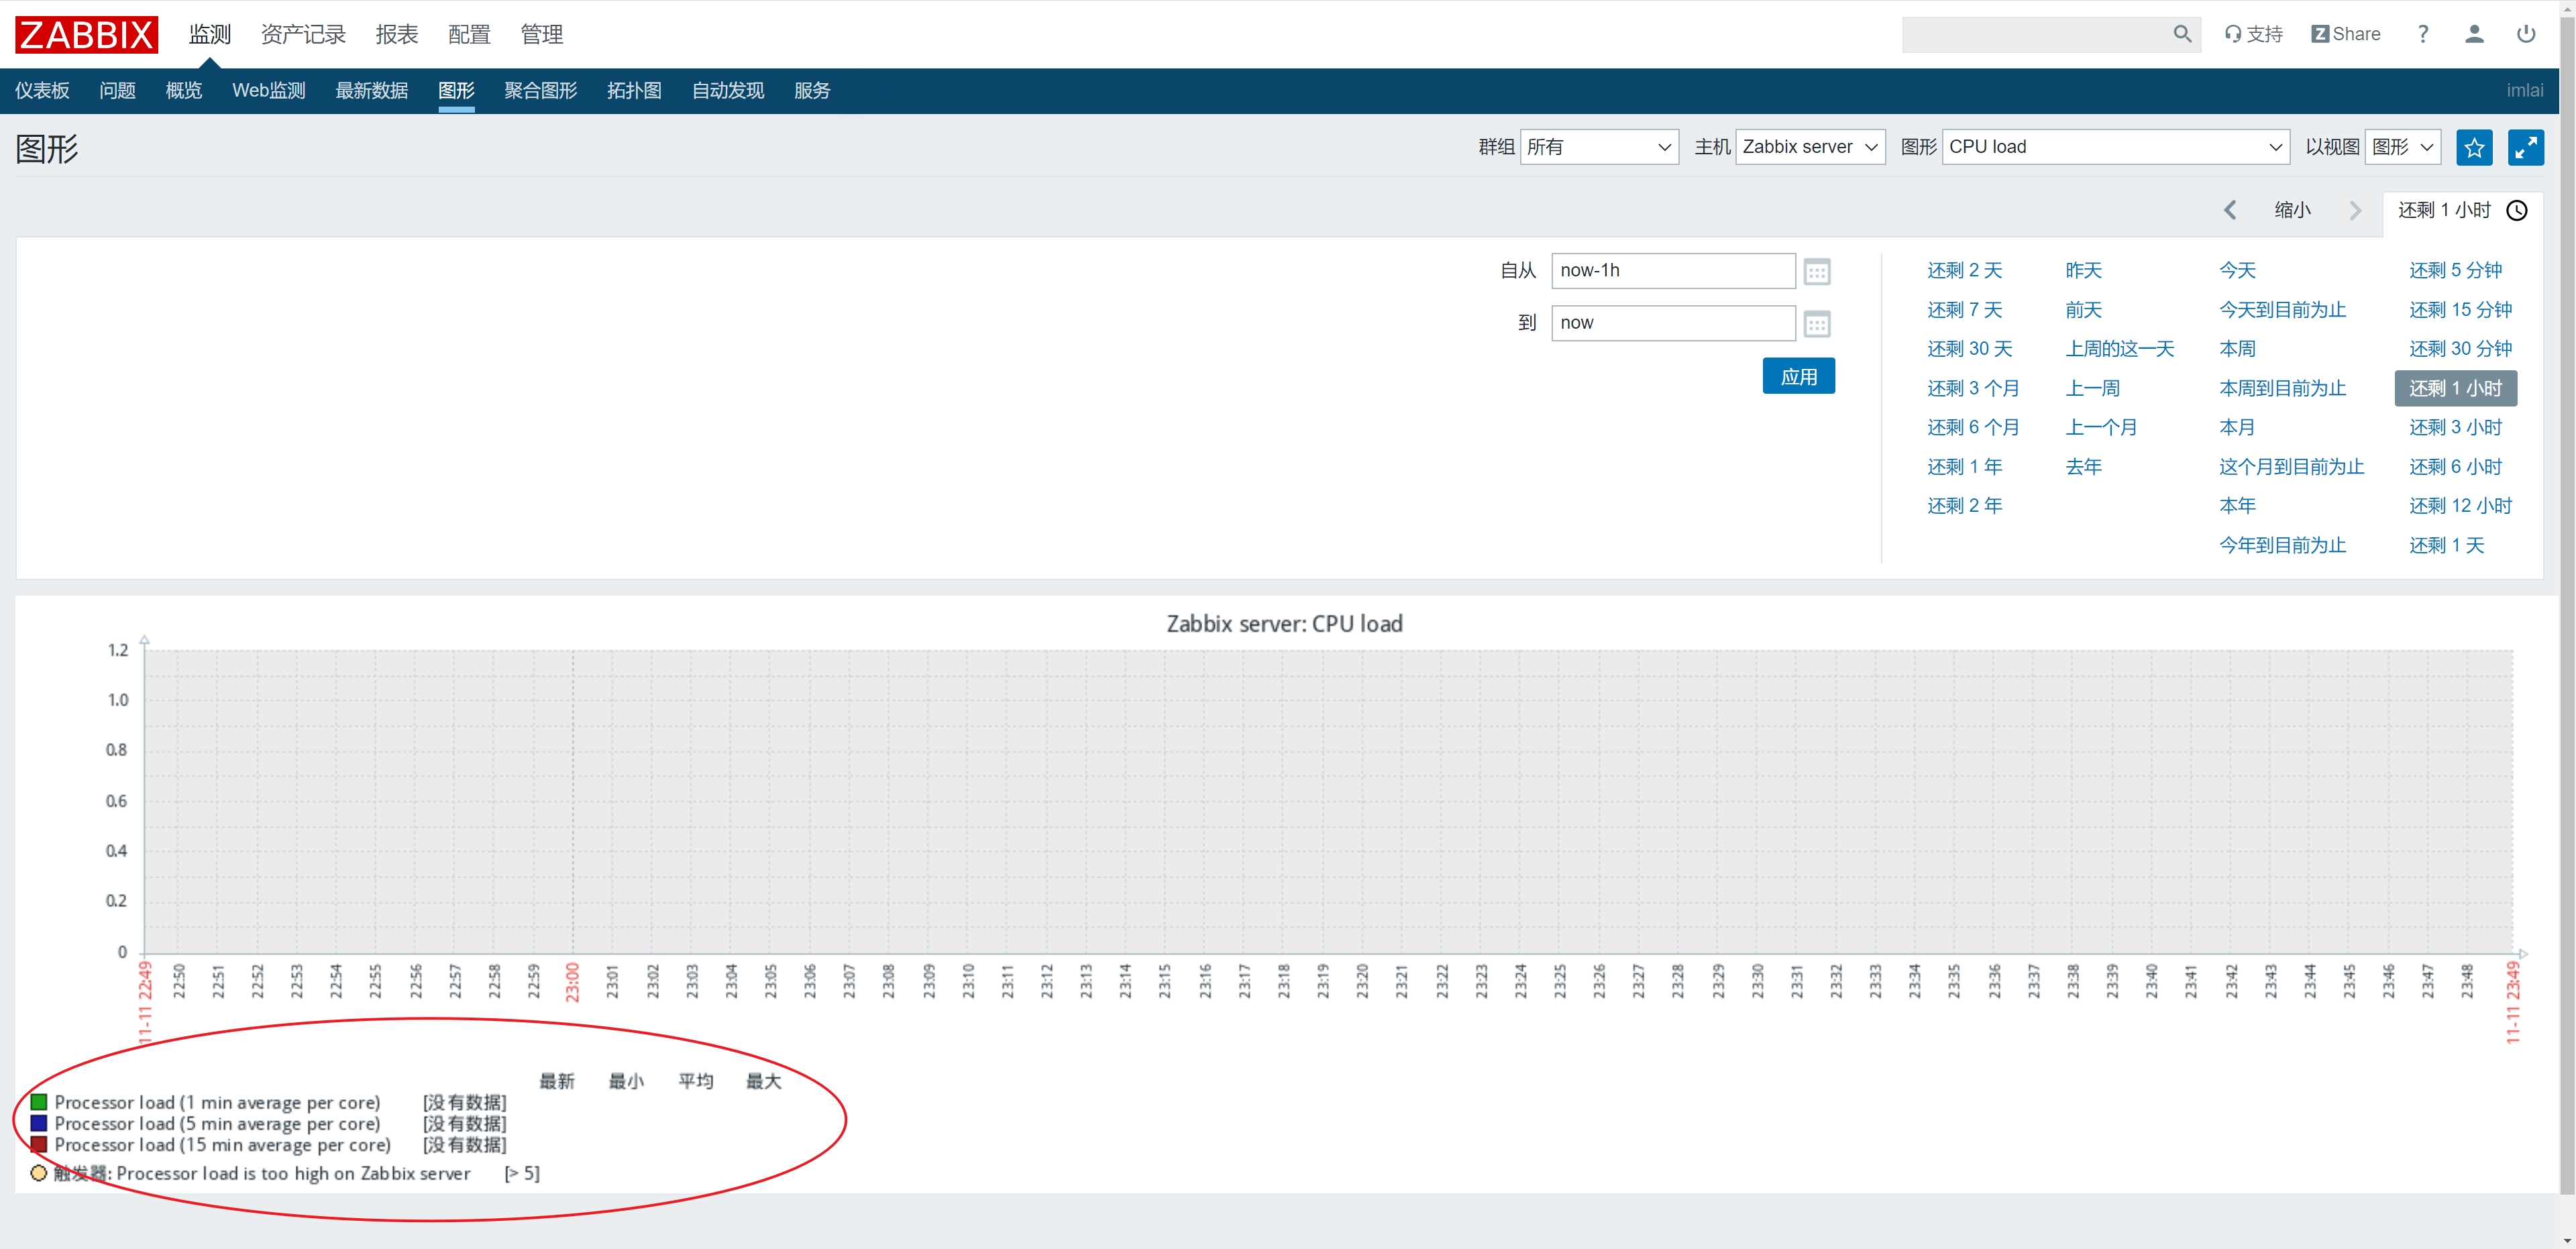 ZABBIX 监测 资产记录 报表 配置 管理 支持 Z Share ?
仪表板 问题 概览 Web监测 最新数据 图形 聚合图形 拓扑图 自动发现 服务 imlai
图形 群组 所有 主机 Zabbix server 图形 CPU load 以视图 图形
缩小 还剩 1 小时
自从 now-1h 还剩 2 天 昨天 今天 还剩 5 分钟
到 now 还剩 7 天 前天 今天到目前为止 还剩 15 分钟
还剩 30 天 上周的这一天 本周 还剩 30 分钟
应用 还剩 3 个月 上一周 本周到目前为止 还剩 1 小时
还剩 6 个月 上一个月 本月 还剩 3 小时
还剩 1 年 去年 这个月到目前为止 还剩 6 小时
还剩 2 年 本年 还剩 12 小时
今年到目前为止 还剩 1 天
Zabbix server: CPU load
1.2
1.0
0.8
0.6
0.4
0.2
0
11-11 22:49 22:50 22:51 22:52 22:53 22:54 22:55 22:56 22:57 22:58 22:59 23:00 23:01 23:02 23:03 23:04 23:05 23:06 23:07 23:08 23:09 23:10 23:11 23:12 23:13 23:14 23:15 23:16 23:17 23:18 23:19 23:20 23:21 23:22 23:23 23:24 23:25 23:26 23:27 23:28 23:29 23:30 23:31 23:32 23:33 23:34 23:35 23:36 23:37 23:38 23:39 23:40 23:41 23:42 23:43 23:44 23:45 23:46 23:47 23:48 11-11 23:49
最新 最小 平均 最大
Processor load (1 min average per core) [没有数据]
Processor load (5 min average per core) [没有数据]
Processor load (15 min average per core) [没有数据]
触发器: Processor load is too high on Zabbix server [> 5]